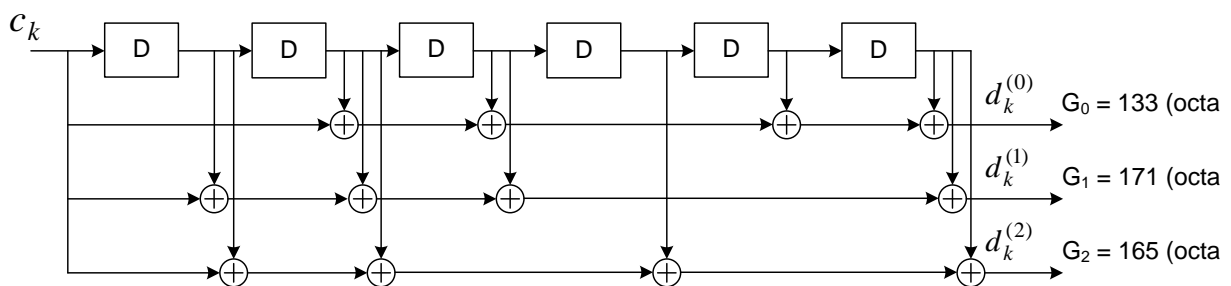 c_k
D D D D D D
d_k^{(0)} G₀ = 133 (octa
d_k^{(1)} G₁ = 171 (octa
d_k^{(2)} G₂ = 165 (octa